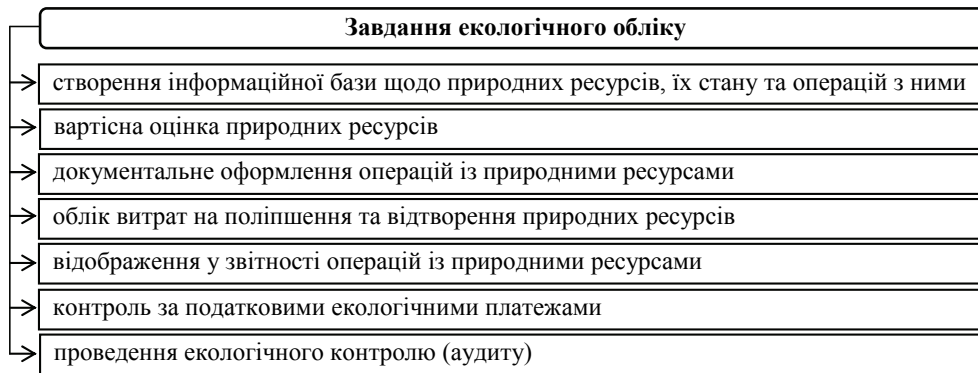 Завдання екологічного обліку
створення інформаційної бази щодо природних ресурсів, їх стану та операцій з ними
вартісна оцінка природних ресурсів
документальне оформлення операцій із природними ресурсами
облік витрат на поліпшення та відтворення природних ресурсів
відображення у звітності операцій із природними ресурсами
контроль за податковими екологічними платежами
проведення екологічного контролю (аудиту)